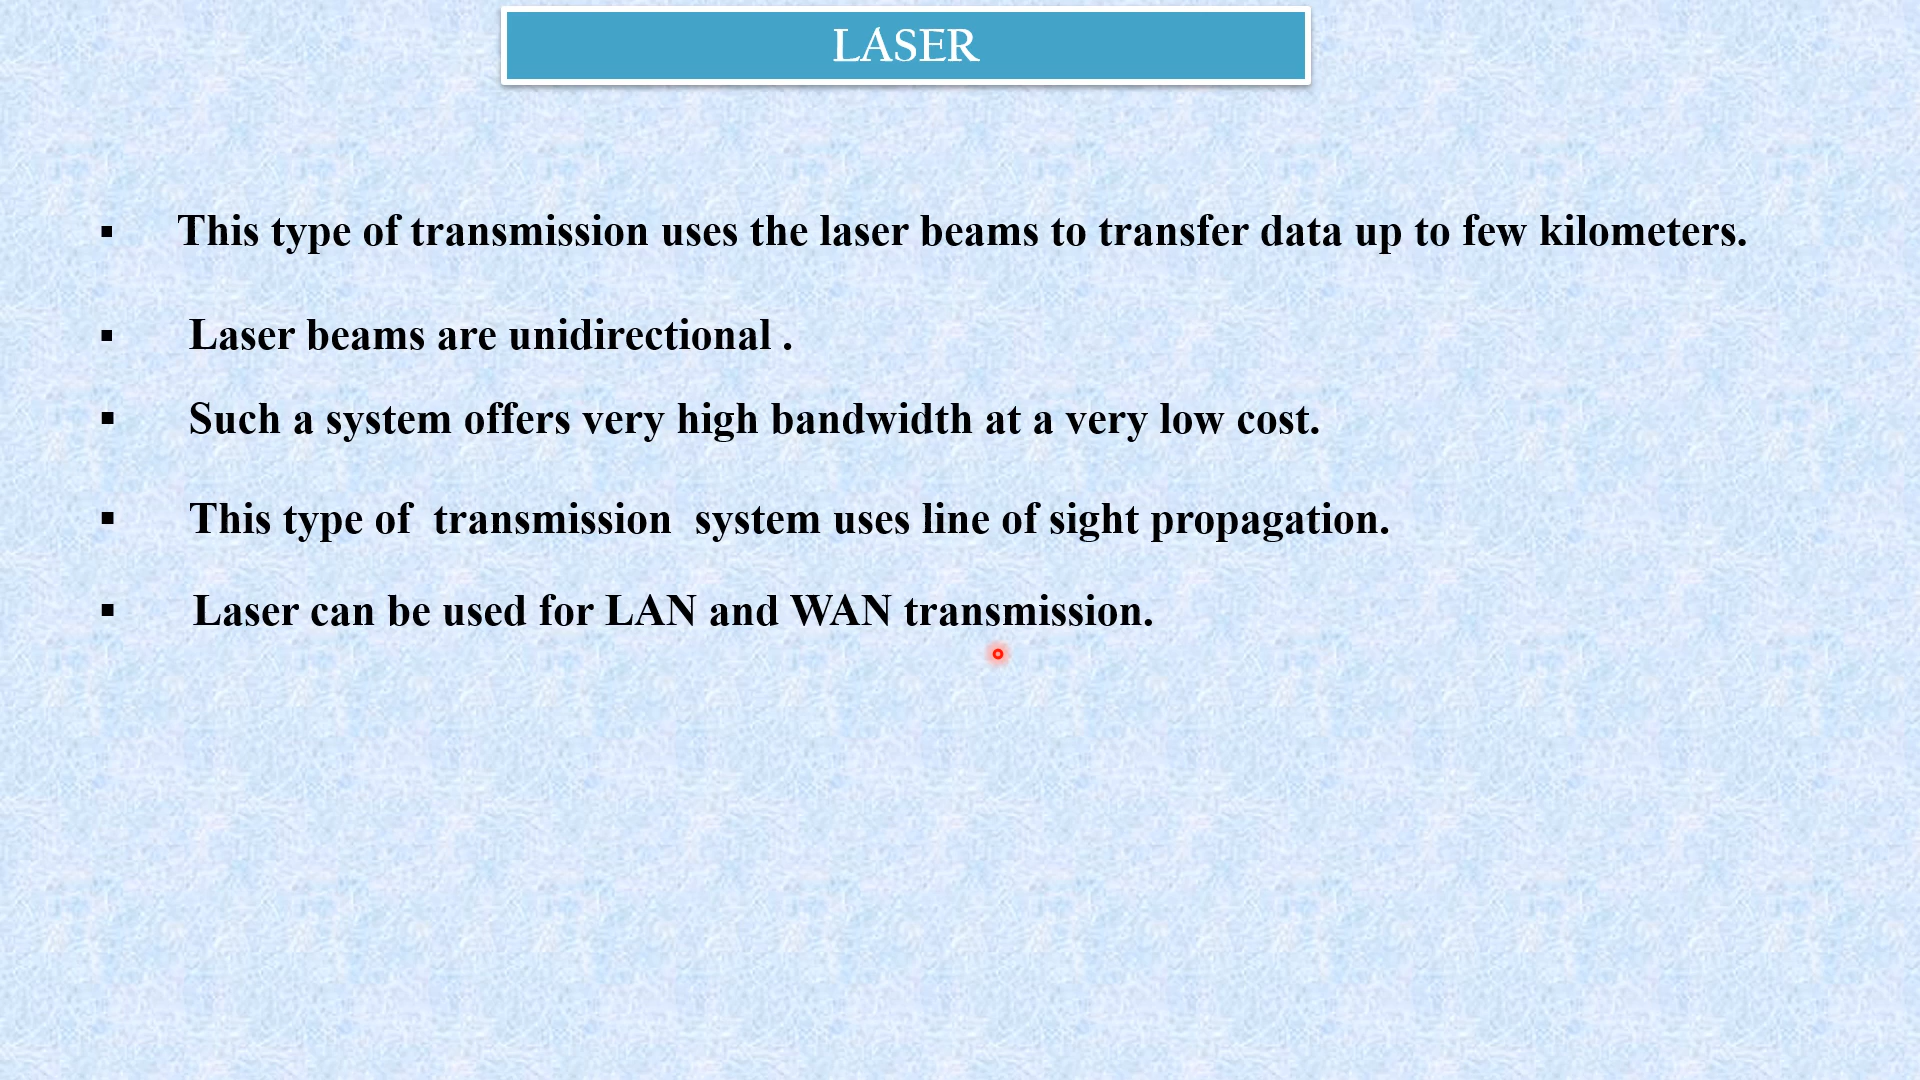 LASER
▪ This type of transmission uses the laser beams to transfer data up to few kilometers.
▪ Laser beams are unidirectional .
▪ Such a system offers very high bandwidth at a very low cost.
▪ This type of  transmission  system uses line of sight propagation.
▪ Laser can be used for LAN and WAN transmission.